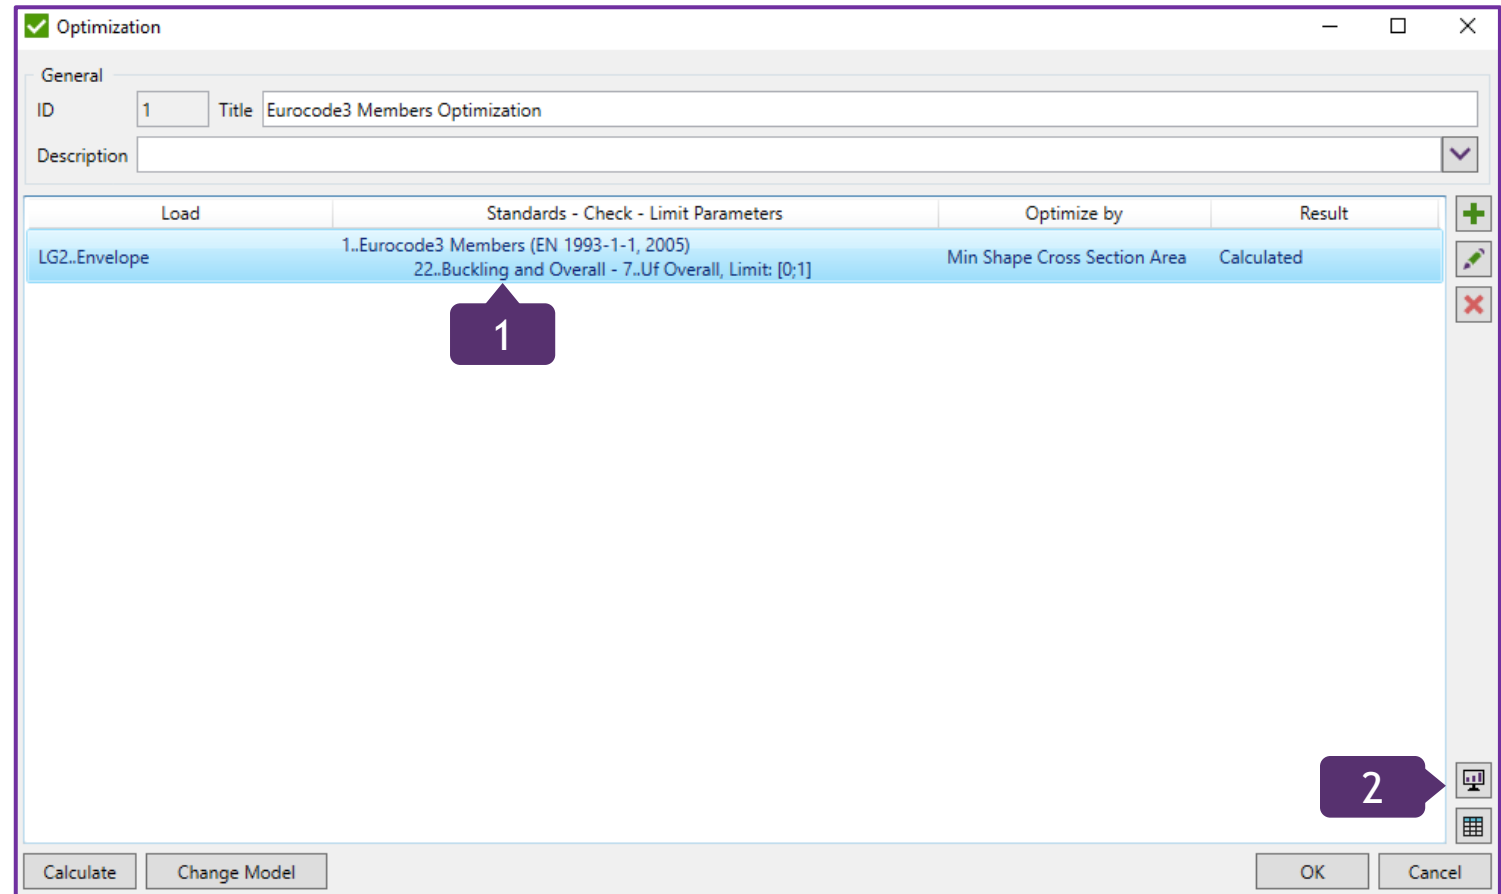 Optimization
General
ID 1 Title Eurocode3 Members Optimization
Description
Load Standards - Check - Limit Parameters Optimize by Result
LG2..Envelope 1..Eurocode3 Members (EN 1993-1-1, 2005) Min Shape Cross Section Area Calculated
22..Buckling and Overall - 7..Uf Overall, Limit: [0;1]
1
2
Calculate Change Model OK Cancel